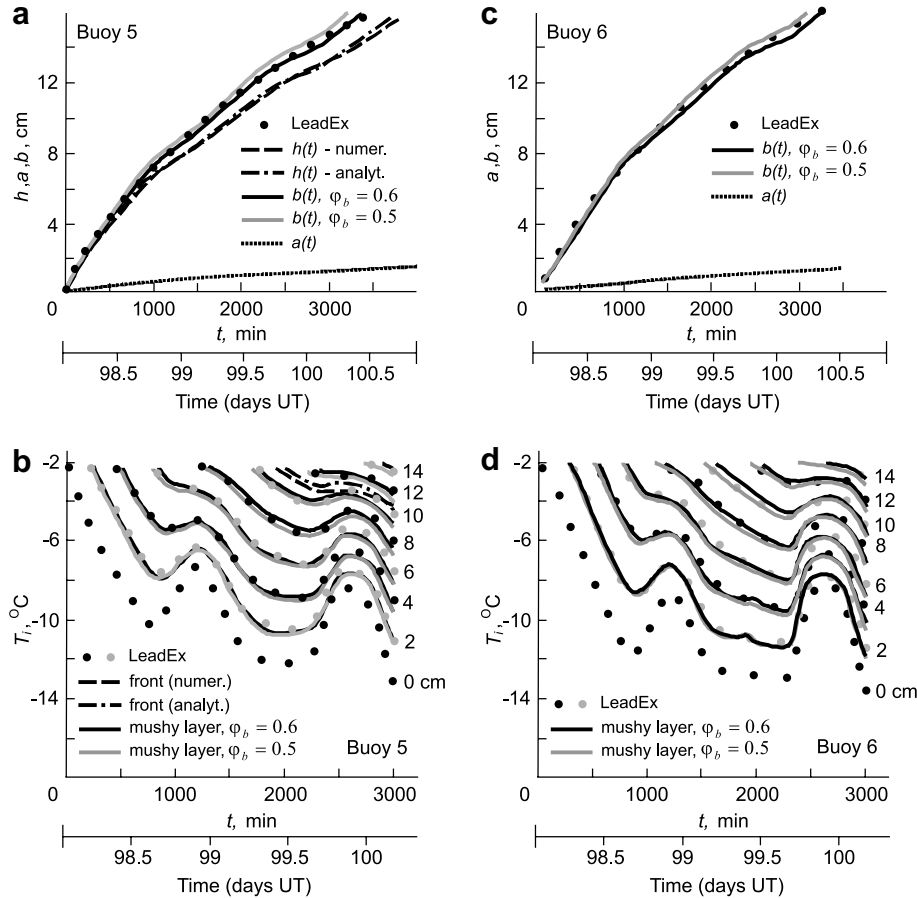 a
Buoy 5
h ,a ,b , cm
12
8
4
0
1000
2000
3000
t, min
LeadEx
h(t) - numer.
h(t) - analyt.
b(t), φb = 0.6
b(t), φb = 0.5
a(t)
98.5
99
99.5
100
100.5
Time (days UT)
c
Buoy 6
a, b, cm
12
8
4
0
1000
2000
3000
t, min
LeadEx
b(t), φb = 0.6
b(t), φb = 0.5
a(t)
98.5
99
99.5
100
100.5
Time (days UT)
b
Ti, °C
-2
-6
-10
-14
14
12
10
8
6
4
2
0 cm
LeadEx
front (numer.)
front (analyt.)
mushy layer, φb = 0.6
mushy layer, φb = 0.5
Buoy 5
0
1000
2000
3000
t, min
98.5
99
99.5
100
Time (days UT)
d
Ti, °C
-2
-6
-10
-14
14
12
10
8
6
4
2
0 cm
LeadEx
mushy layer, φb = 0.6
mushy layer, φb = 0.5
Buoy 6
0
1000
2000
3000
t, min
98.5
99
99.5
100
Time (days UT)